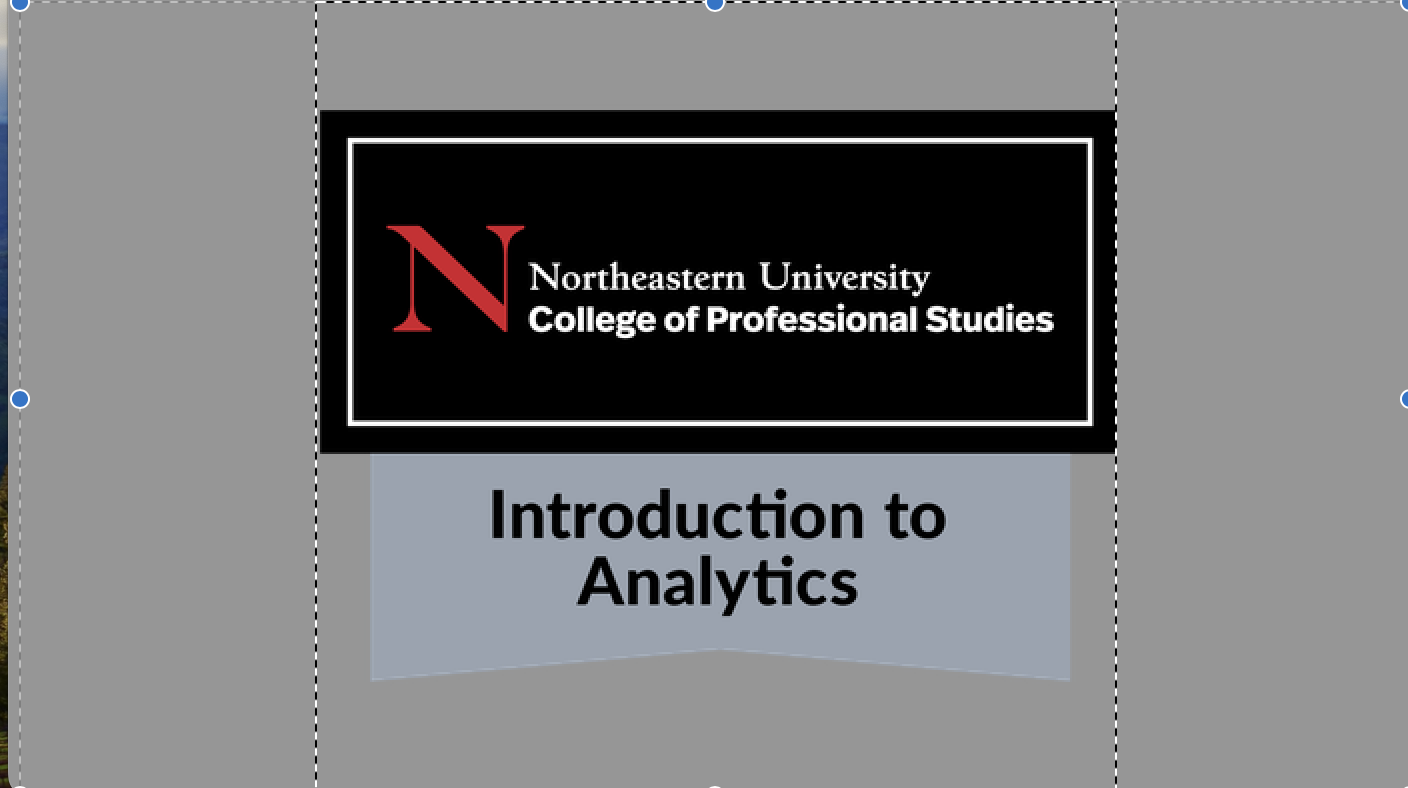 N
Northeastern University
College of Professional Studies
Introduction to
Analytics